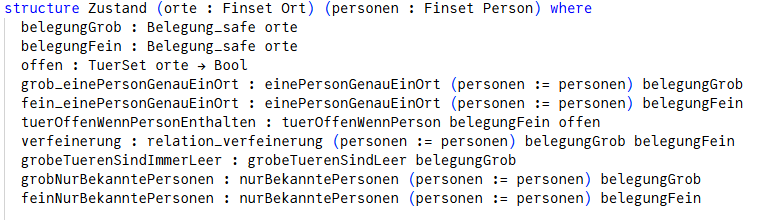 structure Zustand (orte : Finset Ort) (personen : Finset Person) where
  belegungGrob : Belegung_safe orte
  belegungFein : Belegung_safe orte
  offen : TuerSet orte → Bool
  grob_einePersonGenauEinOrt : einePersonGenauEinOrt (personen := personen) belegungGrob
  fein_einePersonGenauEinOrt : einePersonGenauEinOrt (personen := personen) belegungFein
  tuerOffenWennPersonEnthalten : tuerOffenWennPerson belegungFein offen
  verfeinerung : relation_verfeinerung (personen := personen) belegungGrob belegungFein
  grobeTuerenSindImmerLeer : grobeTuerenSindLeer belegungGrob
  grobNurBekanntePersonen : nurBekanntePersonen (personen := personen) belegungGrob
  feinNurBekanntePersonen : nurBekanntePersonen (personen := personen) belegungFein